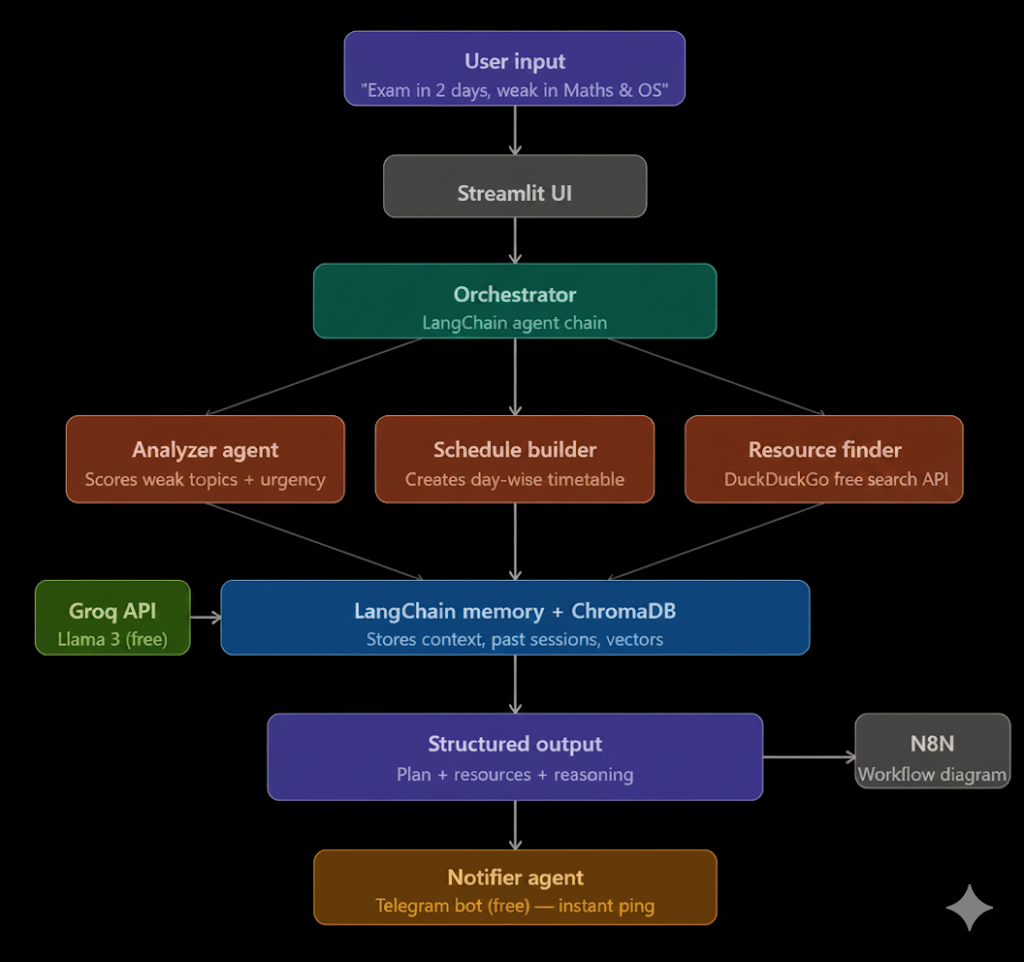 User input
"Exam in 2 days, weak in Maths & OS"
Streamlit UI
Orchestrator
LangChain agent chain
Analyzer agent
Scores weak topics + urgency
Schedule builder
Creates day-wise timetable
Resource finder
DuckDuckGo free search API
Groq API
Llama 3 (free)
LangChain memory + ChromaDB
Stores context, past sessions, vectors
Structured output
Plan + resources + reasoning
N8N
Workflow diagram
Notifier agent
Telegram bot (free) — instant ping